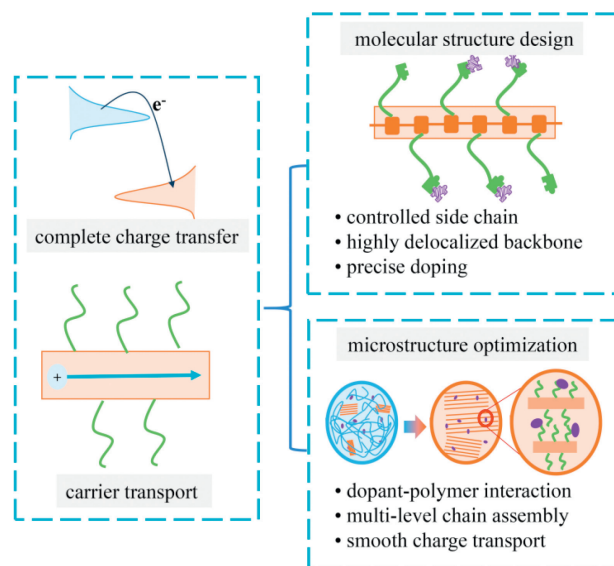 e-
complete charge transfer
+
carrier transport
molecular structure design
• controlled side chain
• highly delocalized backbone
• precise doping
microstructure optimization
• dopant-polymer interaction
• multi-level chain assembly
• smooth charge transport